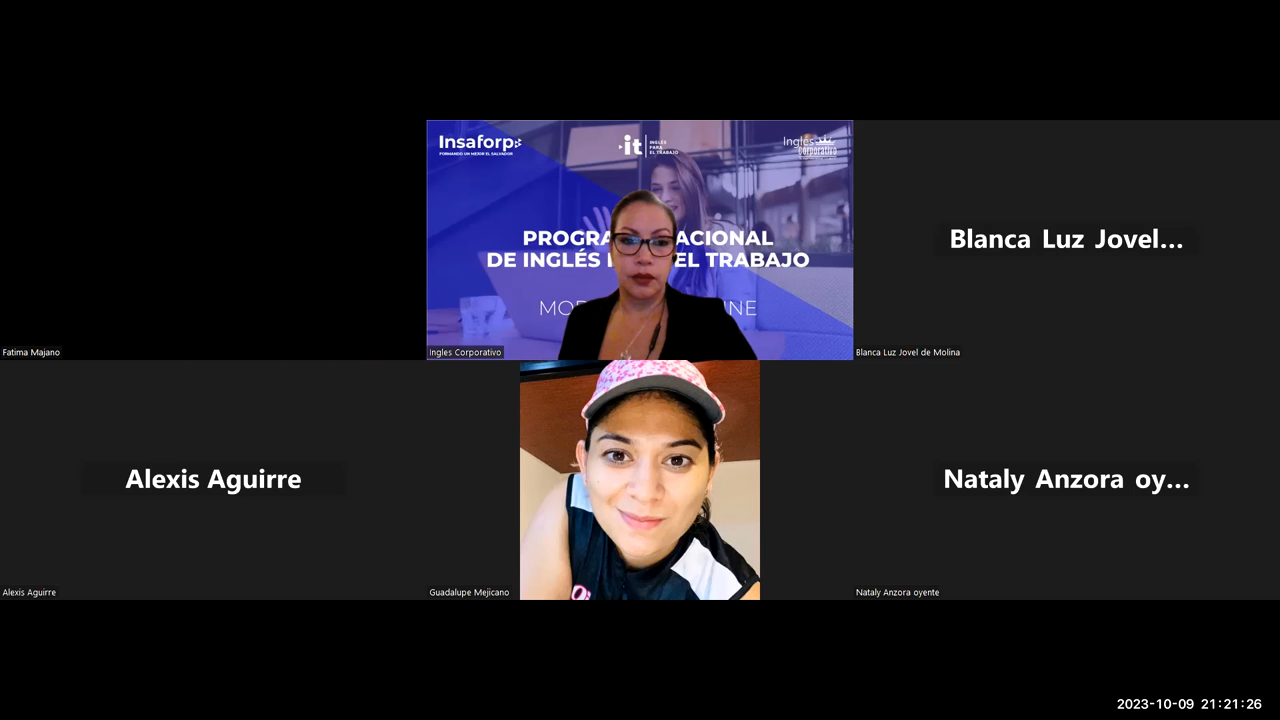 Insaforp
FORMANDO UN MEJOR EL SALVADOR
it INGLÉS
PARA
EL TRABAJO
Inglés
corporativo
PROGRA ACIONAL
DE INGLÉS EL TRABAJO
MO INE
Fatima Majano
Ingles Corporativo
Blanca Luz Jovel...
Blanca Luz Jovel de Molina
Alexis Aguirre
Nataly Anzora oy...
Alexis Aguirre
Guadalupe Mejicano
Nataly Anzora oyente
2023-10-09 21:21:26